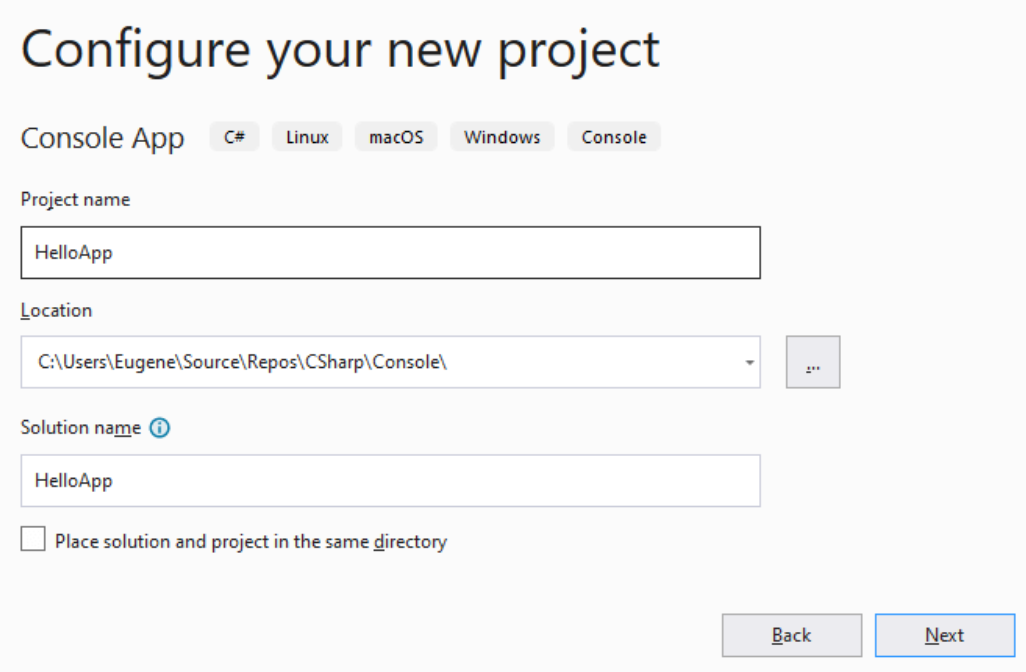 Configure your new project
Console App C# Linux macOS Windows Console
Project name
HelloApp
Location
C:\Users\Eugene\Source\Repos\CSharp\Console\
...
Solution name
HelloApp
Place solution and project in the same directory
Back Next